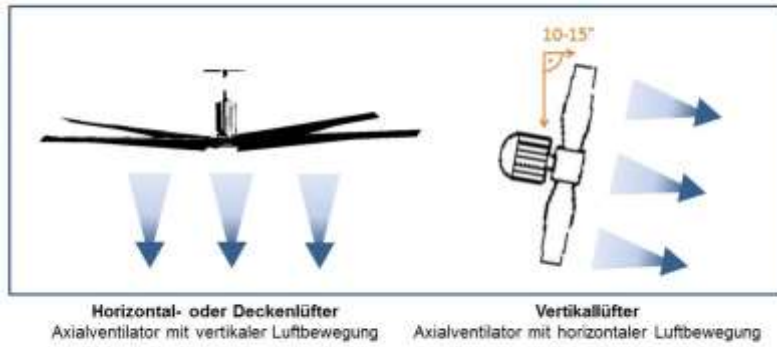 10-15°
Horizontal- oder Deckenlüfter
Axialventilator mit vertikaler Luftbewegung
Vertikallüfter
Axialventilator mit horizontaler Luftbewegung